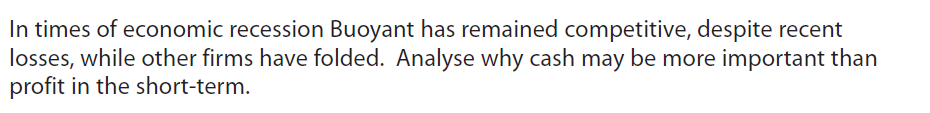 In times of economic recession Buoyant has remained competitive, despite recent
losses, while other firms have folded.  Analyse why cash may be more important than
profit in the short-term.